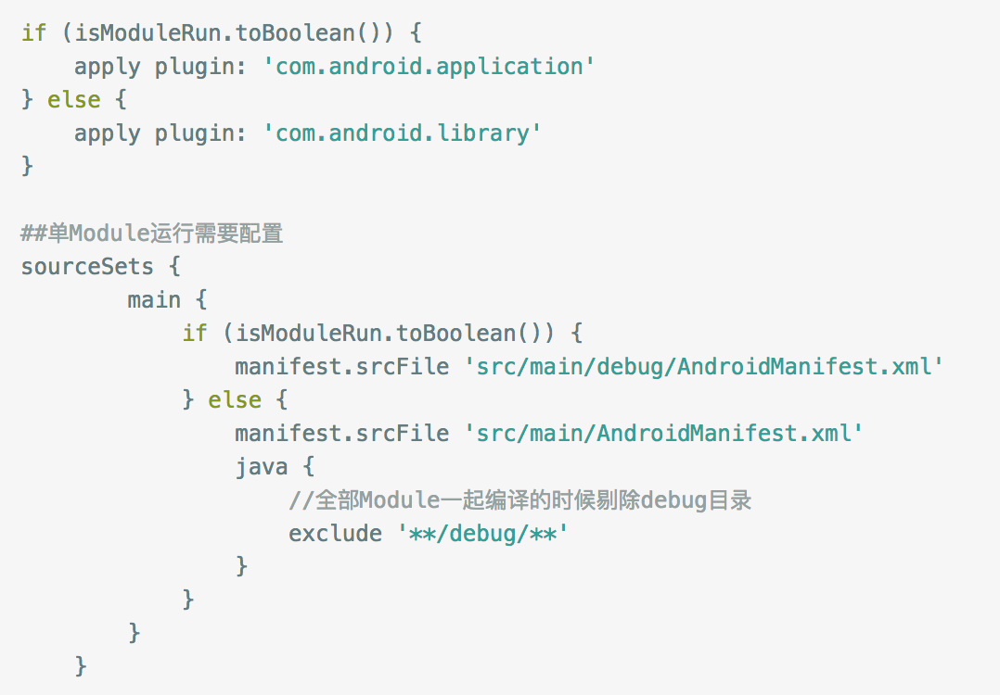 if (isModuleRun.toBoolean()) {
    apply plugin: 'com.android.application'
} else {
    apply plugin: 'com.android.library'
}

##单Module运行需要配置
sourceSets {
        main {
            if (isModuleRun.toBoolean()) {
                manifest.srcFile 'src/main/debug/AndroidManifest.xml'
            } else {
                manifest.srcFile 'src/main/AndroidManifest.xml'
                java {
                    //全部Module一起编译的时候剔除debug目录
                    exclude '**/debug/**'
                }
            }
        }
    }